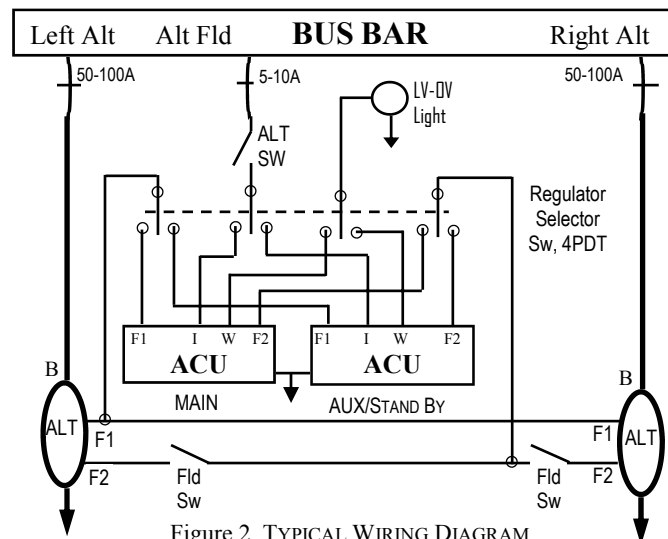 Left Alt Alt Fld BUS BAR Right Alt
50-100A 5-10A 50-100A
LV-OV
Light
ALT
SW
Regulator
Selector
Sw, 4PDT
F1 I W F2 F1 I W F2
ACU ACU
MAIN AUX/STAND BY
B B
ALT F1 F1 ALT
F2 F2
Fld
Sw
Fld
Sw
Figure 2 TYPICAL WIRING DIAGRAM